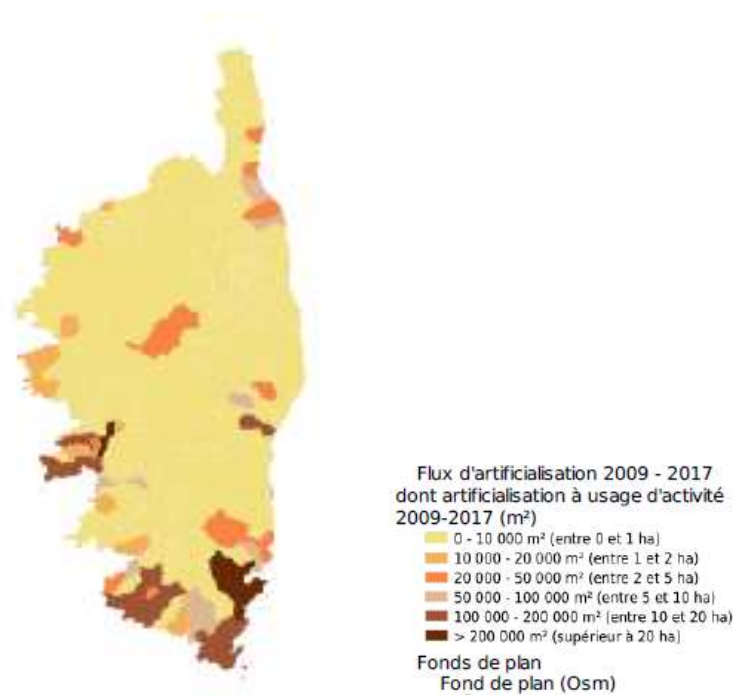 Flux d'artificialisation 2009 - 2017
dont artificialisation à usage d'activité
2009-2017 (m²)
0 - 10 000 m² (entre 0 et 1 ha)
10 000 - 20 000 m² (entre 1 et 2 ha)
20 000 - 50 000 m² (entre 2 et 5 ha)
50 000 - 100 000 m² (entre 5 et 10 ha)
100 000 - 200 000 m² (entre 10 et 20 ha)
> 200 000 m² (supérieur à 20 ha)
Fonds de plan
Fond de plan (Osm)